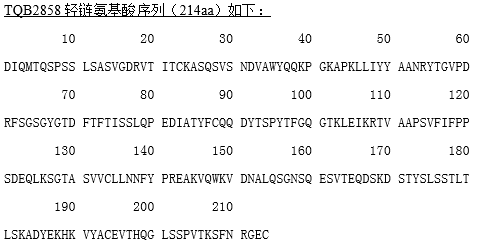 TQB2858 轻链氨基酸序列（214aa）如下：
10 20 30 40 50 60
DIQMTQSPSS LSASVGDRVT ITCKASQSVS NDVAWYQQKP GKAPKLLIYY AANRYTGVPD
70 80 90 100 110 120
RFSGSGYGTD FTFTISSLQP EDIATYFCQQ DYTSPYTFGQ GTKLEIKRTV AAPSVFIFPP
130 140 150 160 170 180
SDEQLKSGTA SVVCLLNNFY PREAKVQWKV DNALQSGNSQ ESVTEQDSKD STYSLSSTLT
190 200 210
LSKADYEKHK VYACEVTHQG LSSPVTKSFN RGEC